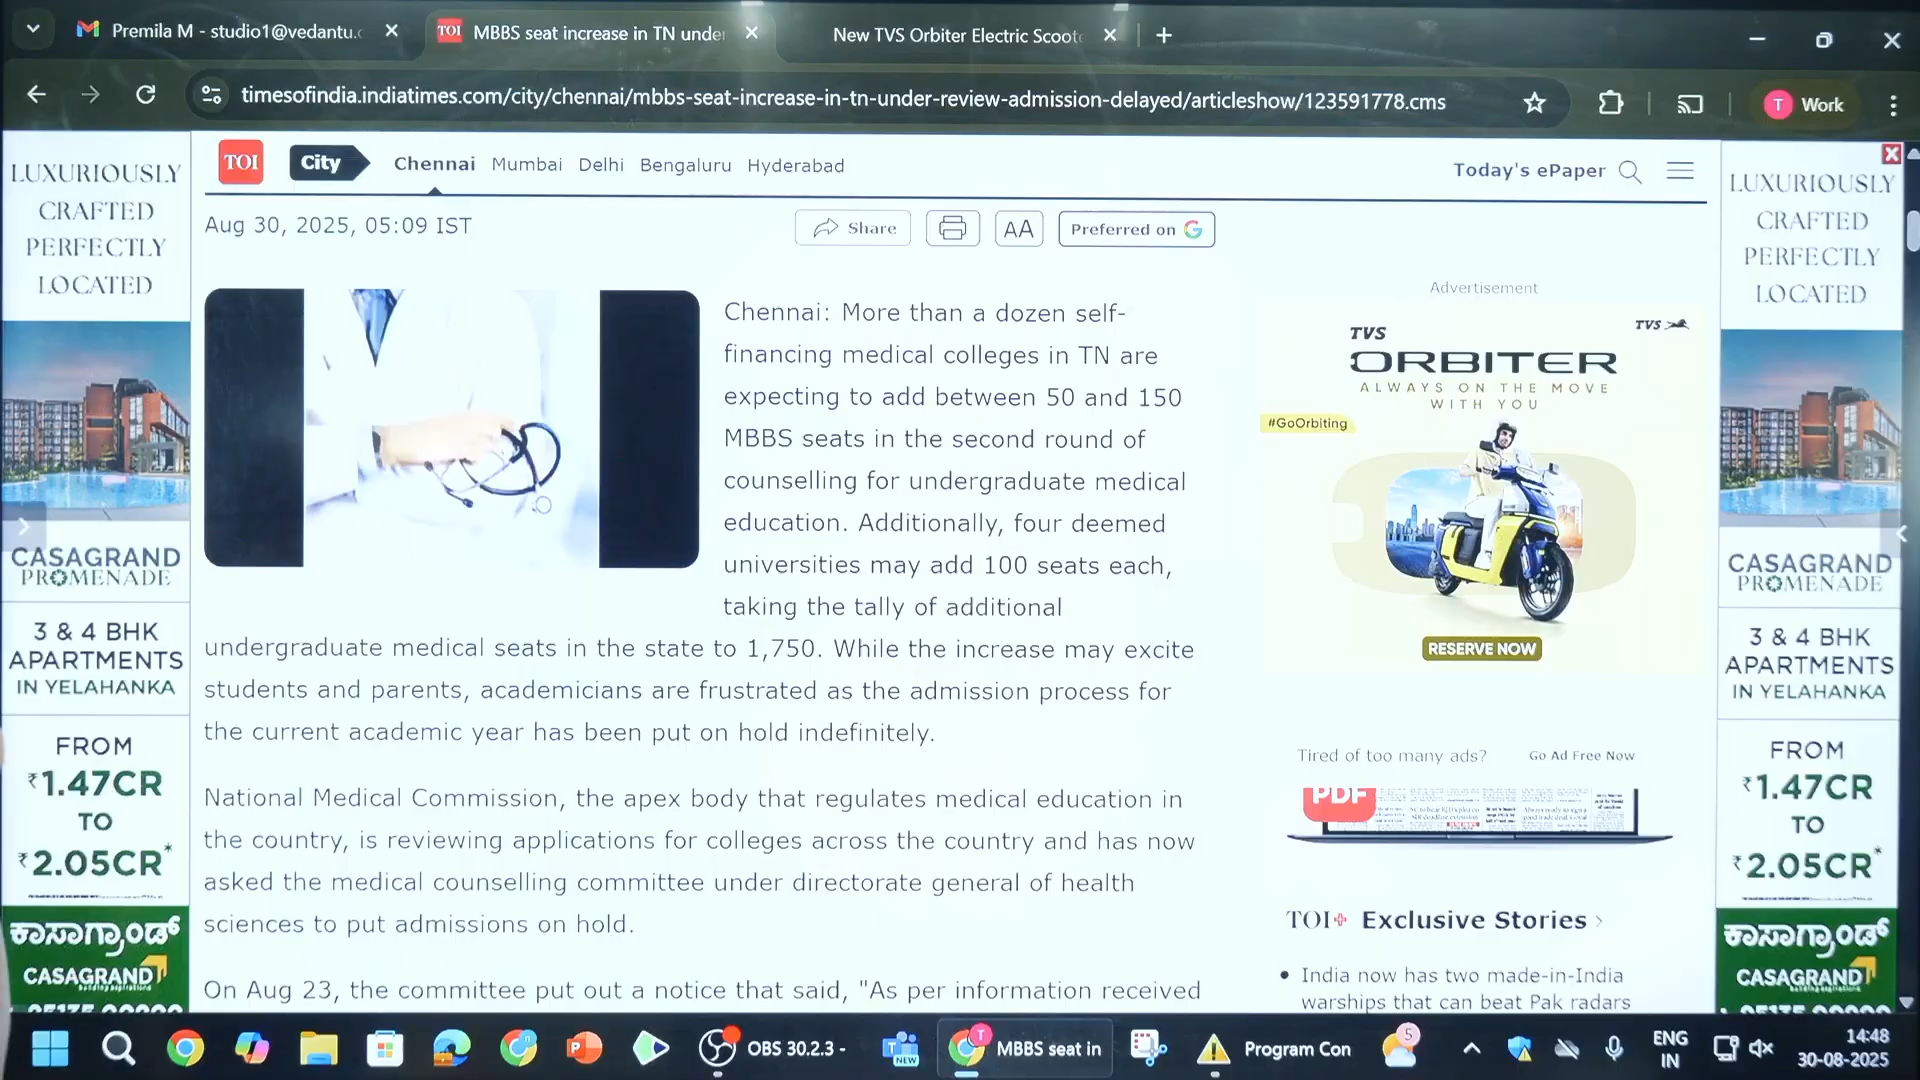 Premila M - studio1@vedantu.c
TOI
MBBS seat increase in TN under
New TVS Orbiter Electric Scoote
timesofindia.indiatimes.com/city/chennai/mbbs-seat-increase-in-tn-under-review-admission-delayed/articleshow/123591778.cms
T
Work
TOI
City
Chennai
Mumbai
Delhi
Bengaluru
Hyderabad
Today's ePaper
Aug 30, 2025, 05:09 IST
Share
AA
Preferred on G
Chennai: More than a dozen self-
financing medical colleges in TN are
expecting to add between 50 and 150
MBBS seats in the second round of
counselling for undergraduate medical
education. Additionally, four deemed
universities may add 100 seats each,
taking the tally of additional
undergraduate medical seats in the state to 1,750. While the increase may excite
students and parents, academicians are frustrated as the admission process for
the current academic year has been put on hold indefinitely.
National Medical Commission, the apex body that regulates medical education in
the country, is reviewing applications for colleges across the country and has now
asked the medical counselling committee under directorate general of health
sciences to put admissions on hold.
On Aug 23, the committee put out a notice that said, "As per information received
LUXURIOUSLY
CRAFTED
PERFECTLY
LOCATED
CASAGRAND
PROMENADE
3 & 4 BHK
APARTMENTS
IN YELAHANKA
FROM
₹1.47CR
TO
₹2.05CR*
ಕಾಸಾಗ್ರಾಂಡ್
CASAGRAND
building aspirations
Advertisement
TVS
TVS
ORBITER
ALWAYS ON THE MOVE
WITH YOU
#GoOrbiting
RESERVE NOW
Tired of too many ads?
Go Ad Free Now
PDF
TOI+ Exclusive Stories
India now has two made-in-India
warships that can beat Pak radars
LUXURIOUSLY
CRAFTED
PERFECTLY
LOCATED
CASAGRAND
PROMENADE
3 & 4 BHK
APARTMENTS
IN YELAHANKA
FROM
₹1.47CR
TO
₹2.05CR*
ಕಾಸಾಗ್ರಾಂಡ್
CASAGRAND
building aspirations
OBS 30.2.3 -
NEW
T
MBBS seat in
Program Con
5
ENG
IN
14:48
30-08-2025